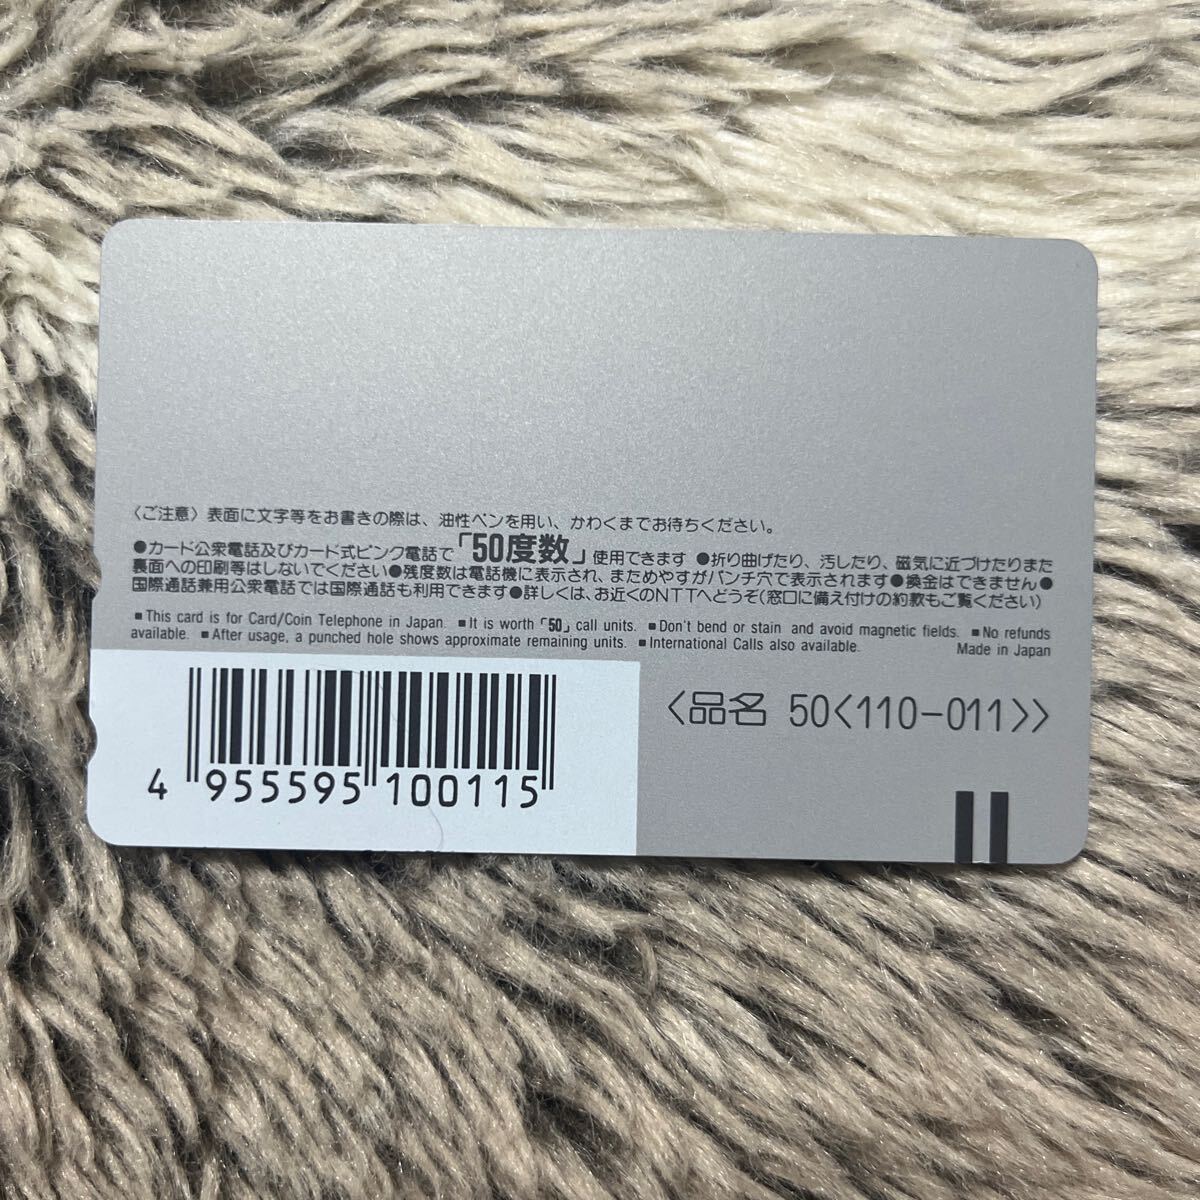 〈ご注意〉表面に文字等をお書きの際は、油性ペンを用い、かわくまでお待ちください。
●カード公衆電話及びカード式ピンク電話で「50度数」使用できます ●折り曲げたり、汚したり、磁気に近づけたりまた
裏面への印刷等はしないでください●残度数は電話機に表示され、まためやすがパンチ穴で表示されます●換金はできません●
国際通話兼用公衆電話では国際通話も利用できます●詳しくは、お近くのNTTへどうぞ(窓口に備え付けの約款もご覧ください)
■This card is for Card/Coin Telephone in Japan. ■It is worth「50」call units. ■Don't bend or stain and avoid magnetic fields. ■No refunds
available. ■After usage, a punched hole shows approximate remaining units. ■International Calls also available. Made in Japan
〈品名 50〈110-011〉〉
4 955595 100115